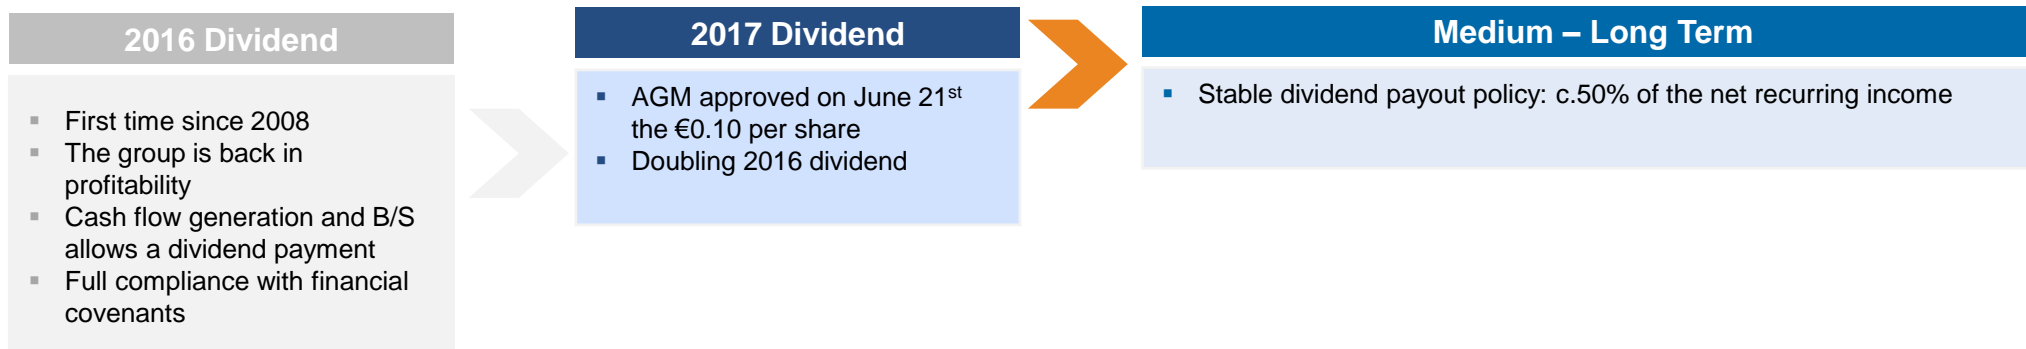 2016 Dividend
▪ First time since 2008
▪ The group is back in
profitability
▪ Cash flow generation and B/S
allows a dividend payment
▪ Full compliance with financial
covenants
2017 Dividend
▪ AGM approved on June 21st
the €0.10 per share
▪ Doubling 2016 dividend
Medium – Long Term
▪ Stable dividend payout policy: c.50% of the net recurring income